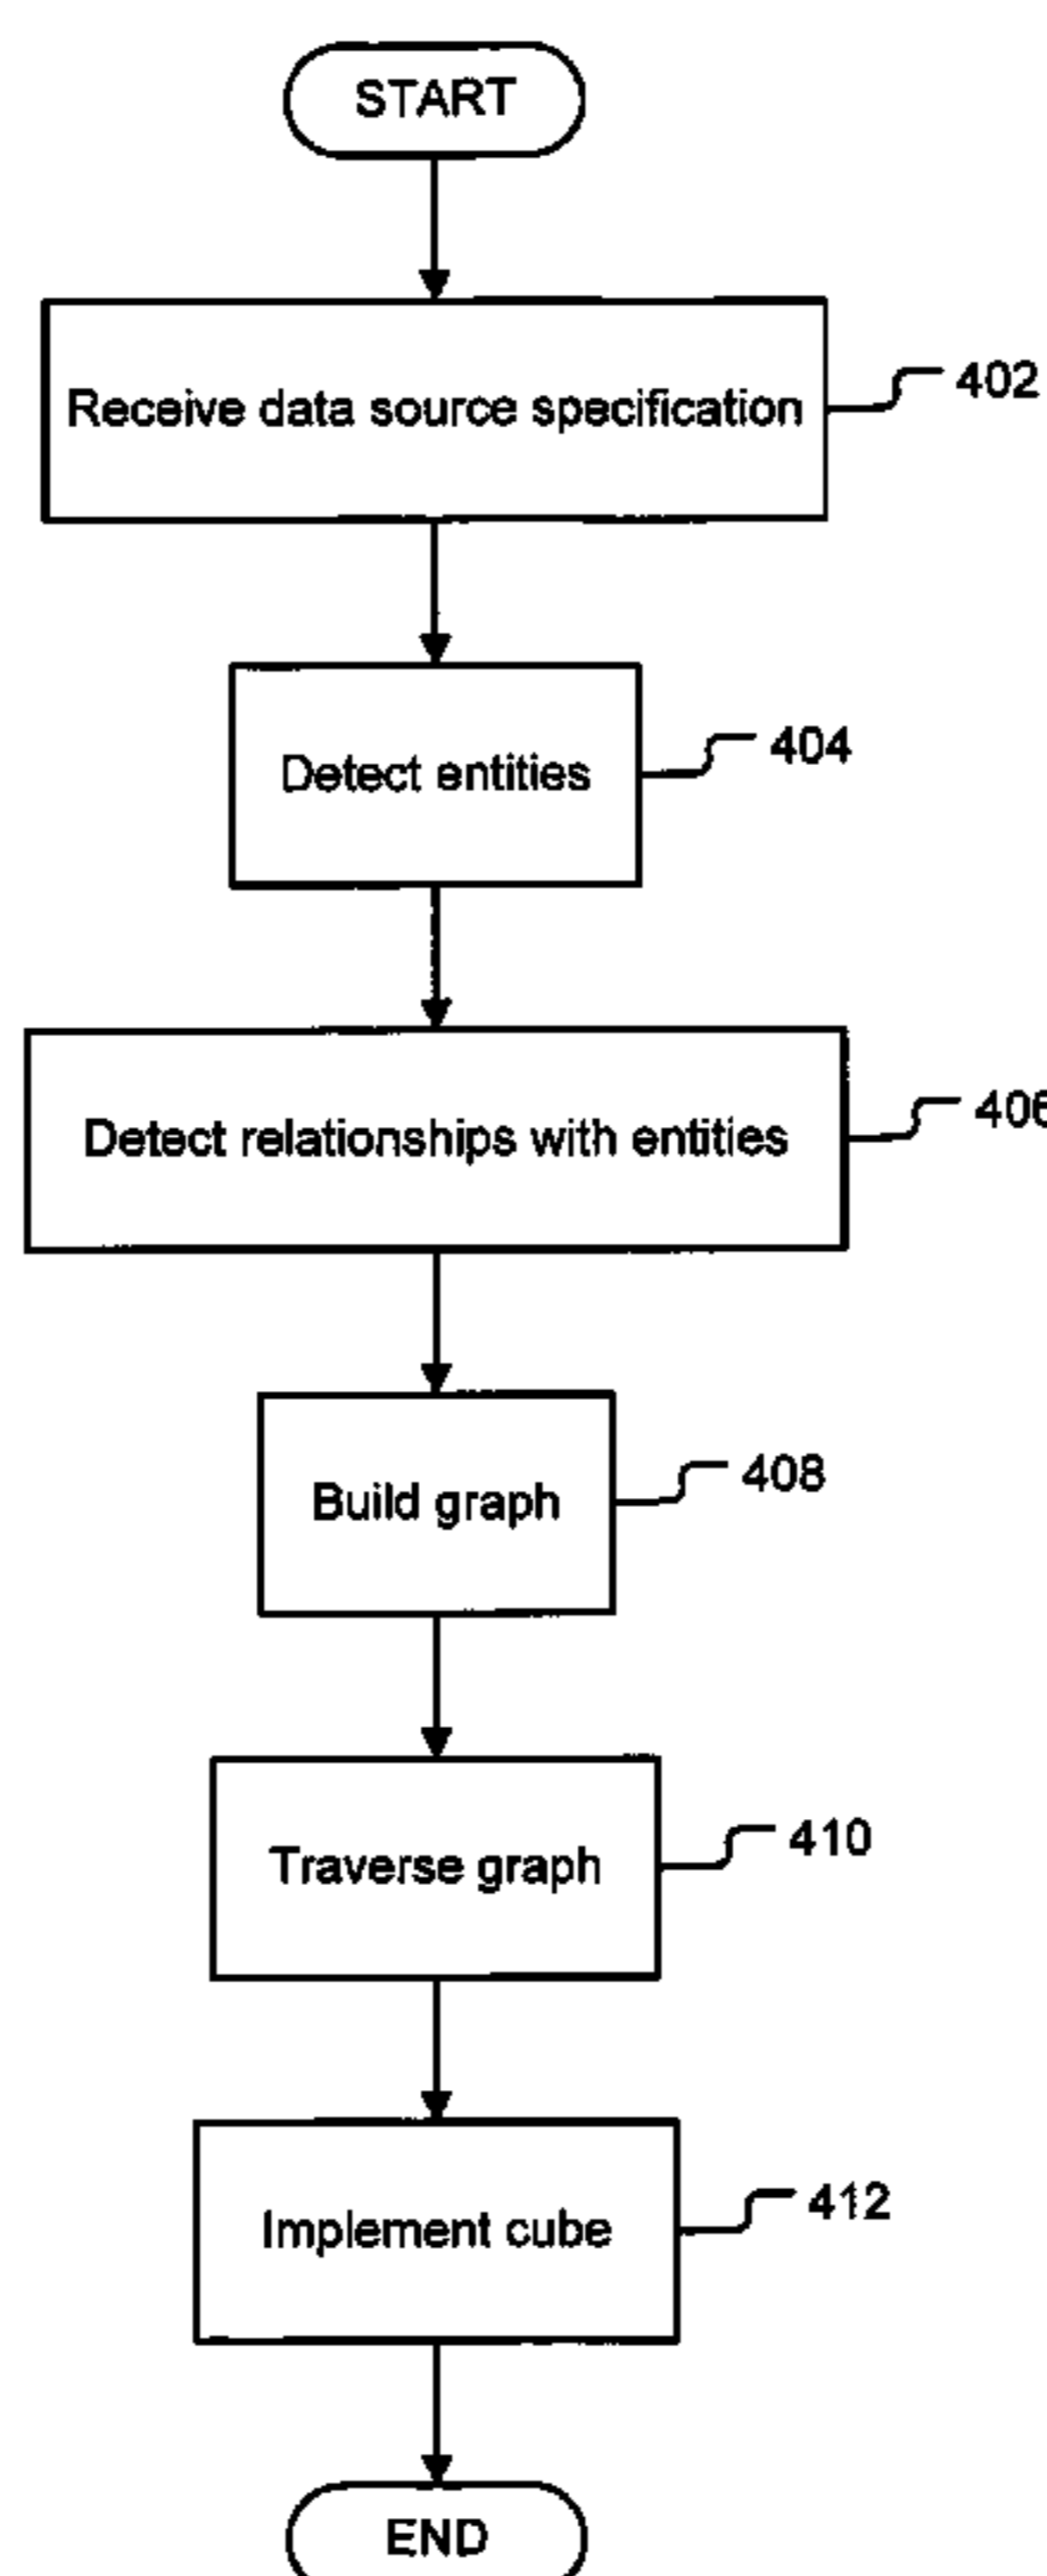 START
Receive data source specification
402
Detect entities
404
Detect relationships with entities
406
Build graph
408
Traverse graph
410
Implement cube
412
END